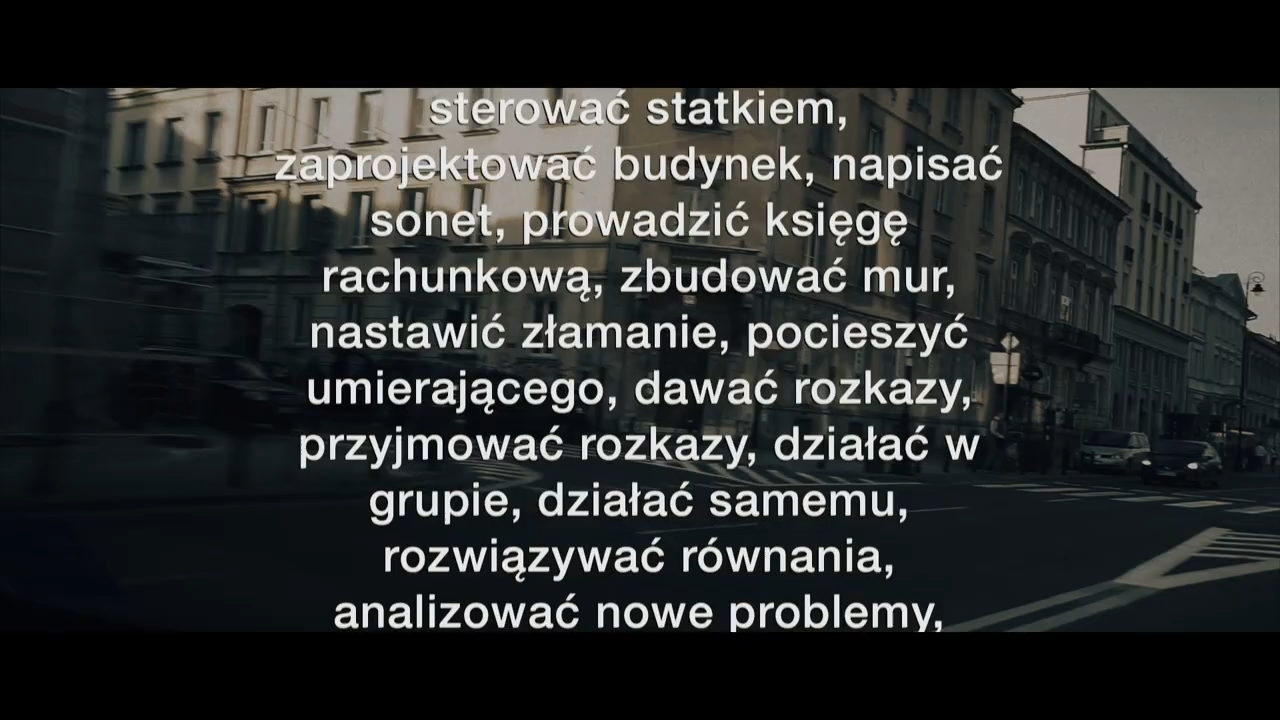 sterować statkiem,
zaprojektować budynek, napisać
sonet, prowadzić księgę
rachunkową, zbudować mur,
nastawić złamanie, pocieszyć
umierającego, dawać rozkazy,
przyjmować rozkazy, działać w
grupie, działać samemu,
rozwiązywać równania,
analizować nowe problemy,